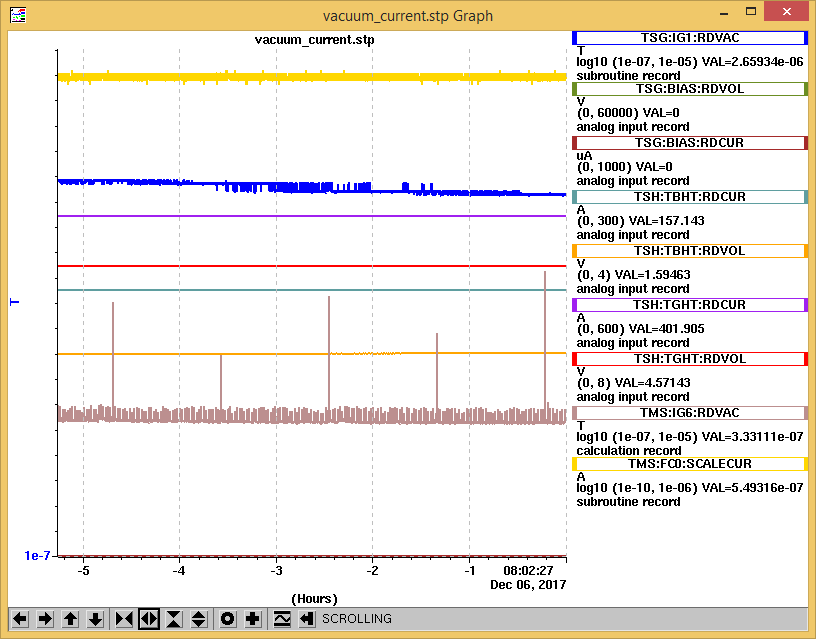 vacuum_current.stp Graph
vacuum_current.stp
T
1e-7
-5
-4
-3
-2
-1
08:02:27
Dec 06, 2017
(Hours)
TSG:IG1:RDVAC
T
log10 (1e-07, 1e-05) VAL=2.65934e-06
subroutine record
TSG:BIAS:RDVOL
V
(0, 60000) VAL=0
analog input record
TSG:BIAS:RDCUR
uA
(0, 1000) VAL=0
analog input record
TSH:TBHT:RDCUR
A
(0, 300) VAL=157.143
analog input record
TSH:TBHT:RDVOL
V
(0, 4) VAL=1.59463
analog input record
TSH:TGHT:RDCUR
A
(0, 600) VAL=401.905
analog input record
TSH:TGHT:RDVOL
V
(0, 8) VAL=4.57143
analog input record
TMS:IG6:RDVAC
T
log10 (1e-07, 1e-05) VAL=3.33111e-07
calculation record
TMS:FC0:SCALECUR
A
log10 (1e-10, 1e-06) VAL=5.49316e-07
subroutine record
SCROLLING